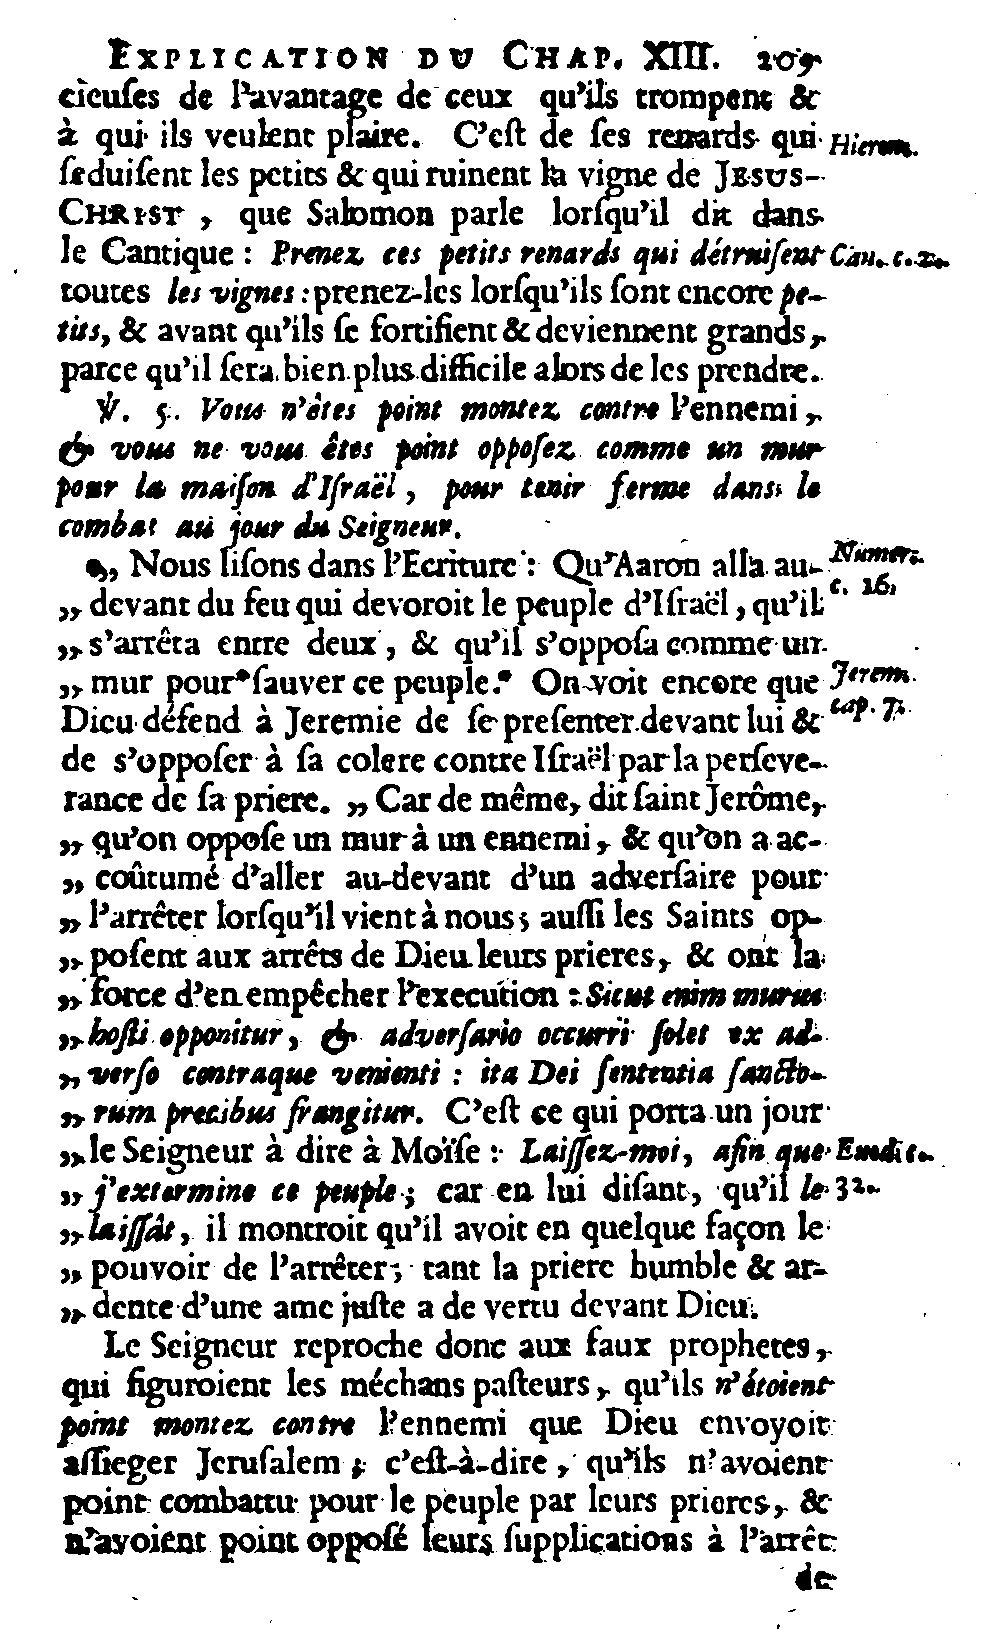 EXPLICATION DU CHAP. XIII. 209
cieuſes de l'avantage de ceux qu'ils trompent &
à qui ils veulent plaire. C'eſt de ſes renards qui Hieron.
ſeduiſent les petits & qui ruinent la vigne de JESUS-
CHRIST, que Salomon parle lorſqu'il dit dans
le Cantique : Prenez ces petits renards qui détruiſent Can. c. 2.
toutes les vignes : prenez-les lorſqu'ils ſont encore pe-
tits, & avant qu'ils ſe fortifient & deviennent grands,
parce qu'il ſera bien plus difficile alors de les prendre.
℣. 5. Vous n'êtes point montez contre l'ennemi,
& vous ne vous êtes point oppoſez comme un mur
pour la maiſon d'Iſraël, pour tenir ferme dans le
combat au jour du Seigneur.
„ Nous liſons dans l'Ecriture : Qu'Aaron alla au- Numer.
„ devant du feu qui devoroit le peuple d'Iſraël, qu'il c. 16.
„ s'arrêta entre deux, & qu'il s'oppoſa comme un
„ mur pour ſauver ce peuple. On voit encore que Jerem.
Dieu défend à Jeremie de ſe preſenter devant lui & cap. 7.
de s'oppoſer à ſa colere contre Iſraël par la perſeve-
rance de ſa priere. „ Car de même, dit ſaint Jerôme,
„ qu'on oppoſe un mur à un ennemi, & qu'on a ac-
„ coûtumé d'aller au-devant d'un adverſaire pour
„ l'arrêter lorſqu'il vient à nous ; auſſi les Saints op-
„ poſent aux arrêts de Dieu leurs prieres, & ont la
„ force d'en empêcher l'execution : Sicut enim murus
„ hoſti opponitur, & adverſario occurri ſolet ex ad-
„ verſo contraque venienti : ita Dei ſententia ſancto-
„ rum precibus frangitur. C'eſt ce qui porta un jour
„ le Seigneur à dire à Moïſe : Laiſſez-moi, afin que Exod. c.
„ j'extermine ce peuple ; car en lui diſant, qu'il le 32.
„ laiſſât, il montroit qu'il avoit en quelque façon le
„ pouvoir de l'arrêter ; tant la priere humble & ar-
„ dente d'une ame juſte a de vertu devant Dieu.
Le Seigneur reproche donc aux faux prophetes,
qui figuroient les méchans paſteurs, qu'ils n'étoient
point montez contre l'ennemi que Dieu envoyoit
aſſieger Jeruſalem ; c'eſt-à-dire, qu'ils n'avoient
point combattu pour le peuple par leurs prieres, &
n'avoient point oppoſé leurs ſupplications à l'arrêt
de